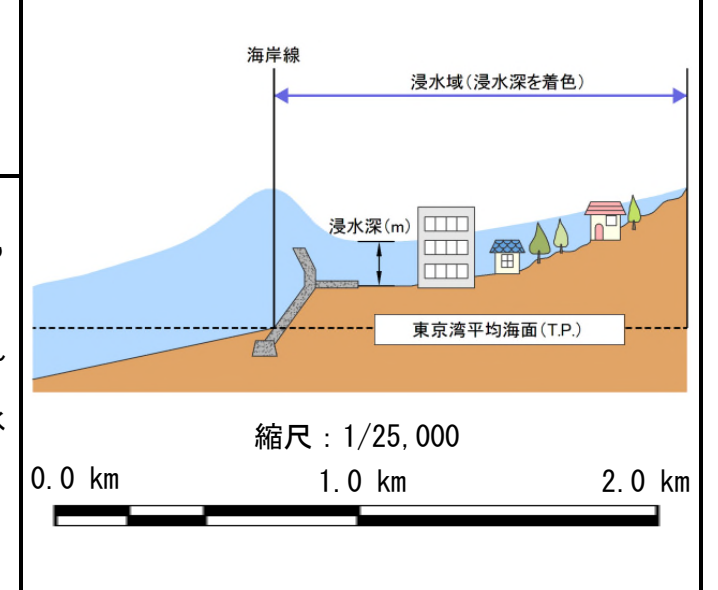 海岸線
浸水域(浸水深を着色)
浸水深(m)
東京湾平均海面(T.P.)
縮尺:1/25,000
0.0 km 1.0 km 2.0 km